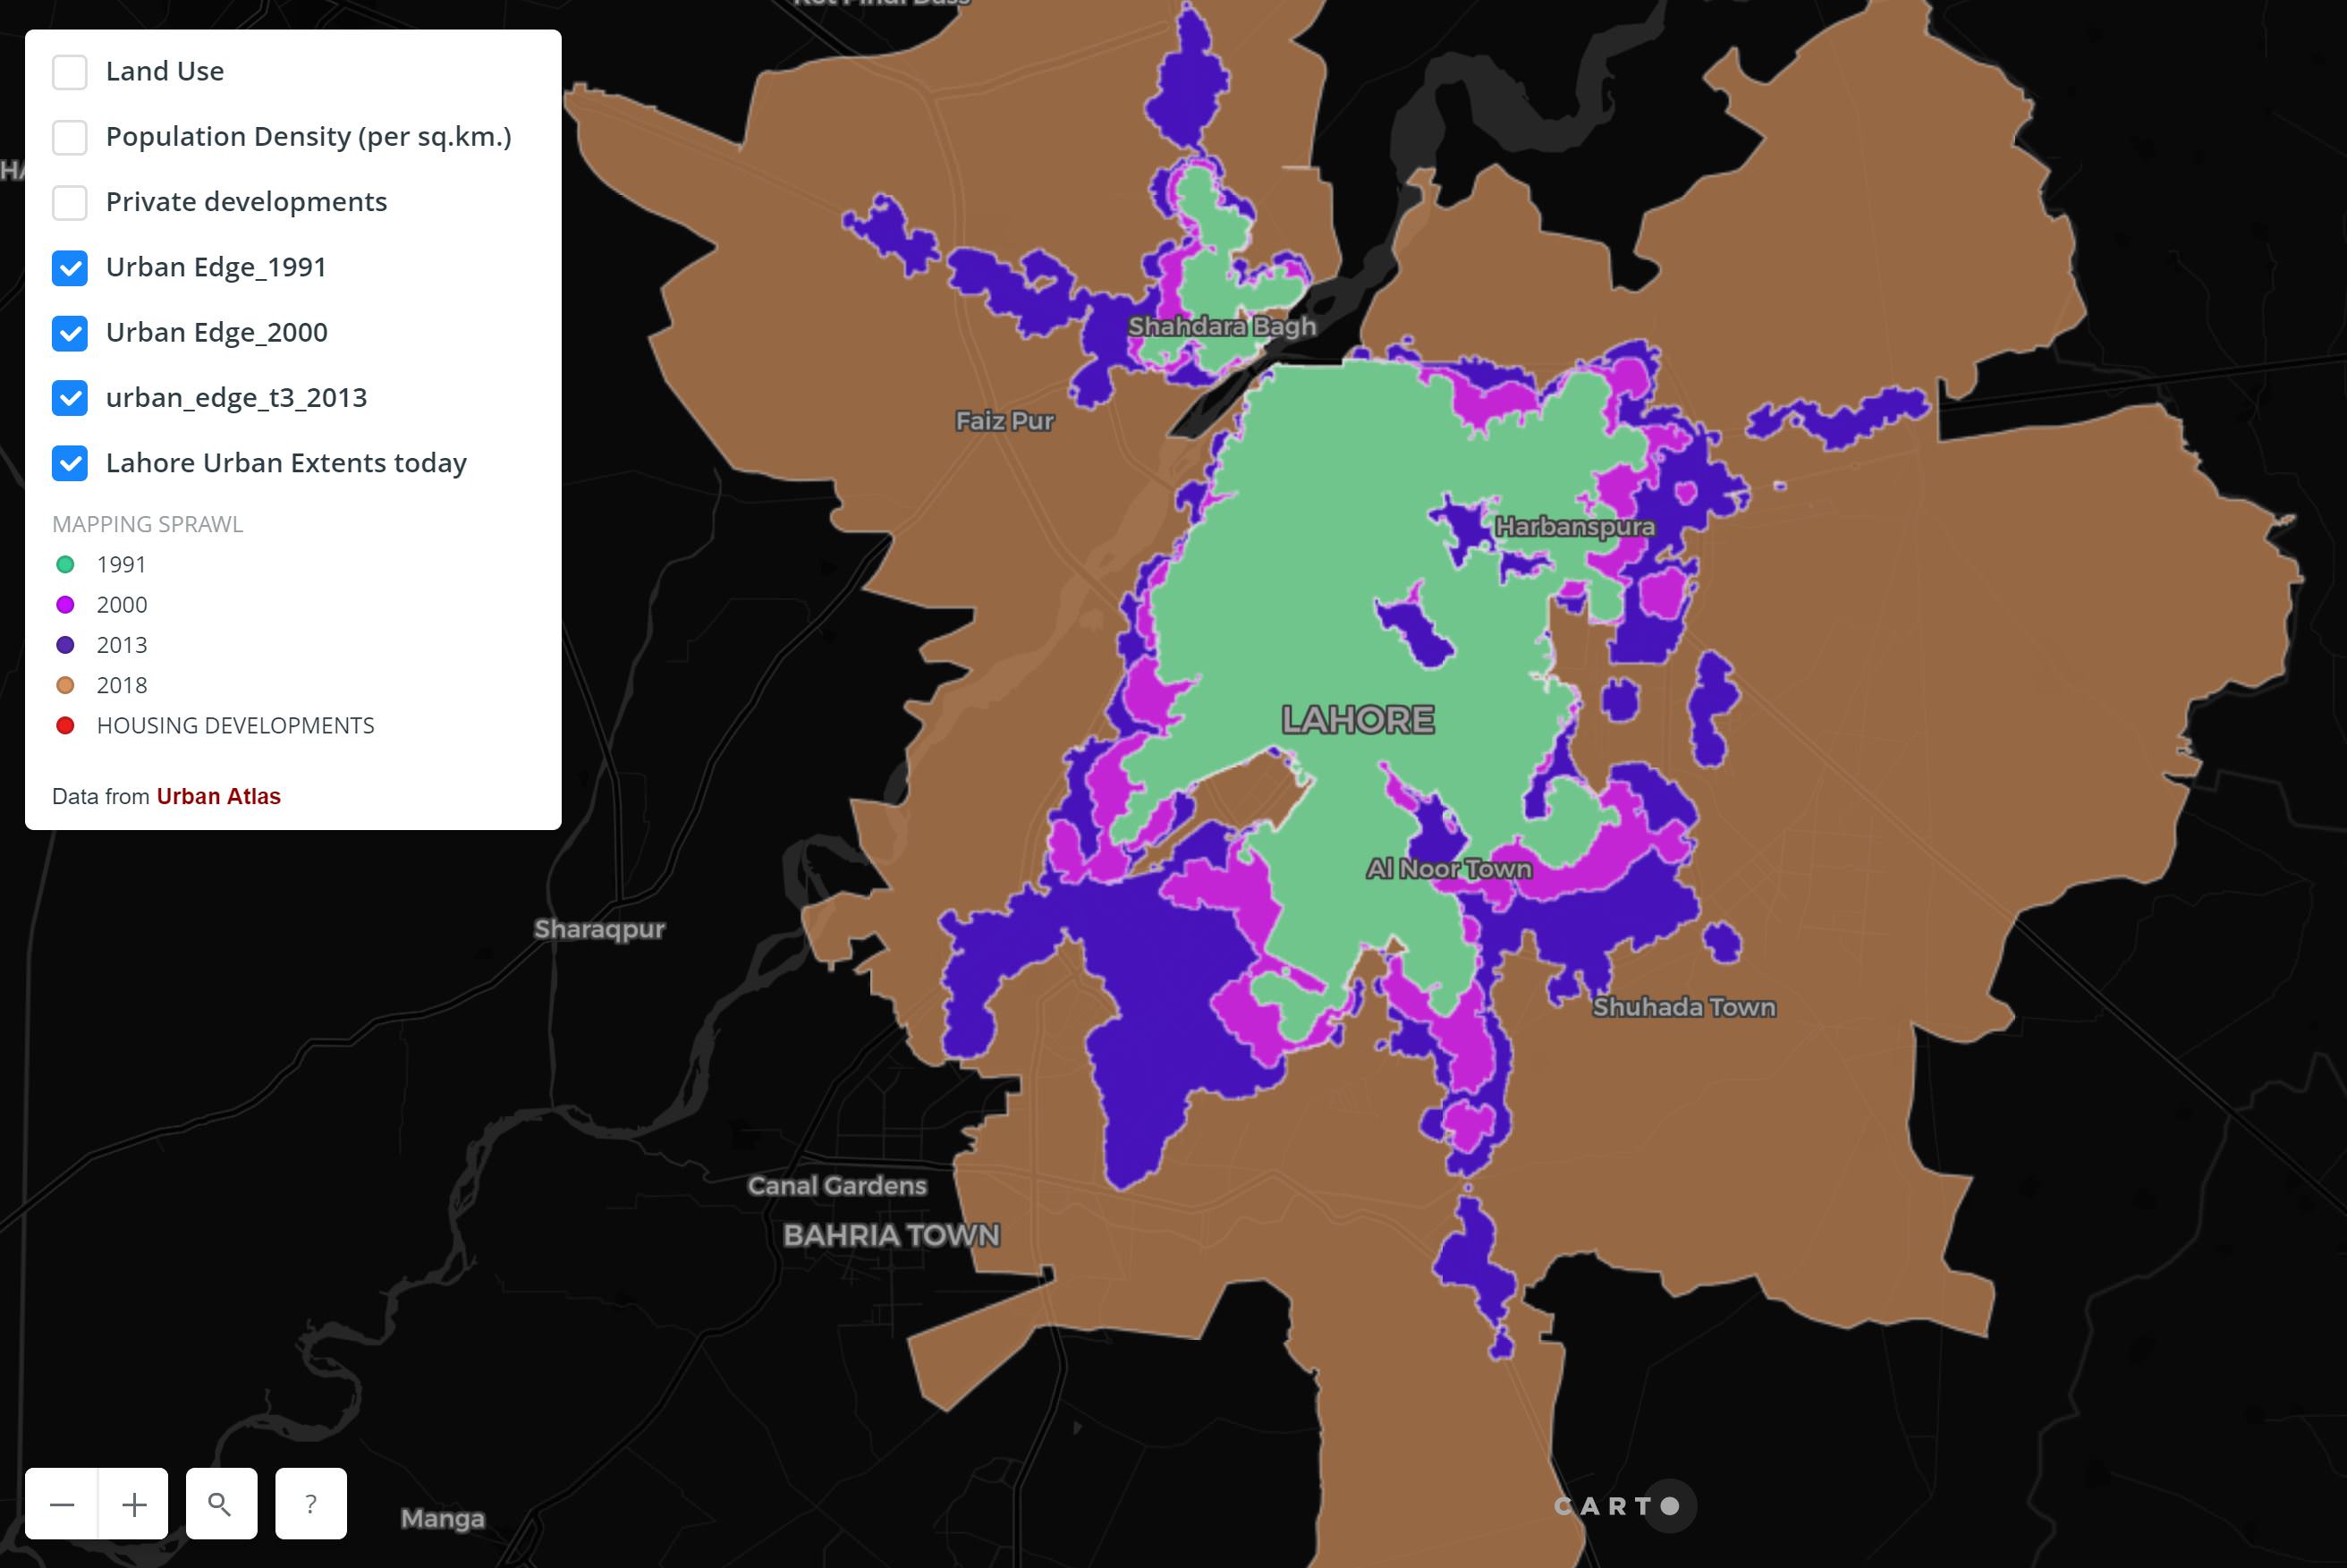 Land Use
Population Density (per sq.km.)
Private developments
Urban Edge_1991
Urban Edge_2000
urban_edge_t3_2013
Lahore Urban Extents today
MAPPING SPRAWL
1991
2000
2013
2018
HOUSING DEVELOPMENTS
Data from Urban Atlas
Shahdara Bagh
Faiz Pur
Harbanspura
LAHORE
Al Noor Town
Sharaqpur
Shuhada Town
Canal Gardens
BAHRIA TOWN
Manga
?
CARTO